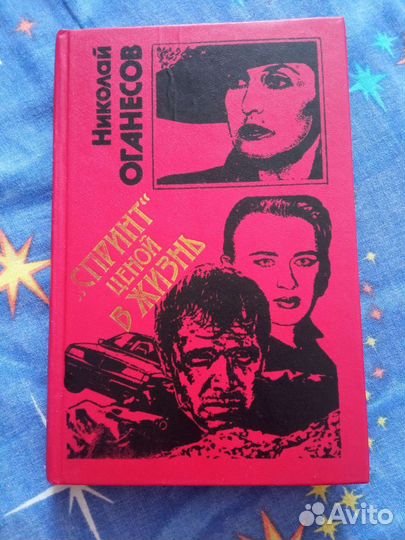 Николай
ОГАНЕСОВ
„СПРИНТ“
ЦЕНОЙ
В ЖИЗНЬ
Avito